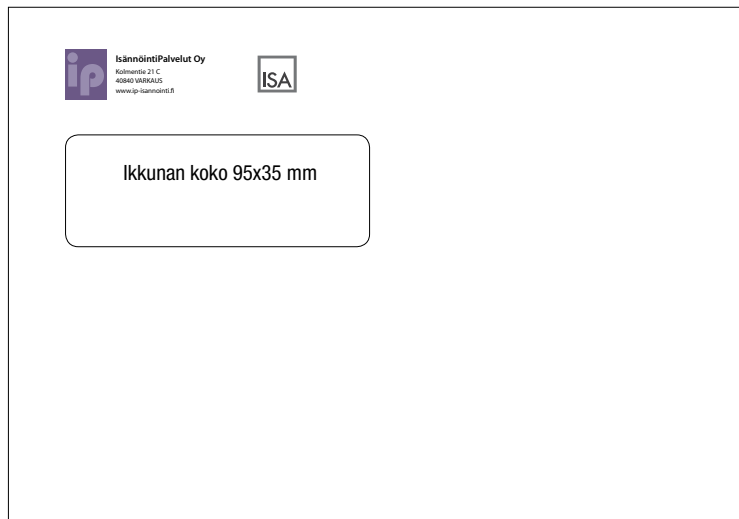 ip
IsännöintiPalvelut Oy
Kolmentie 21 C
40840 VARKAUS
www.ip-isannointi.fi
ISA
Ikkunan koko 95x35 mm